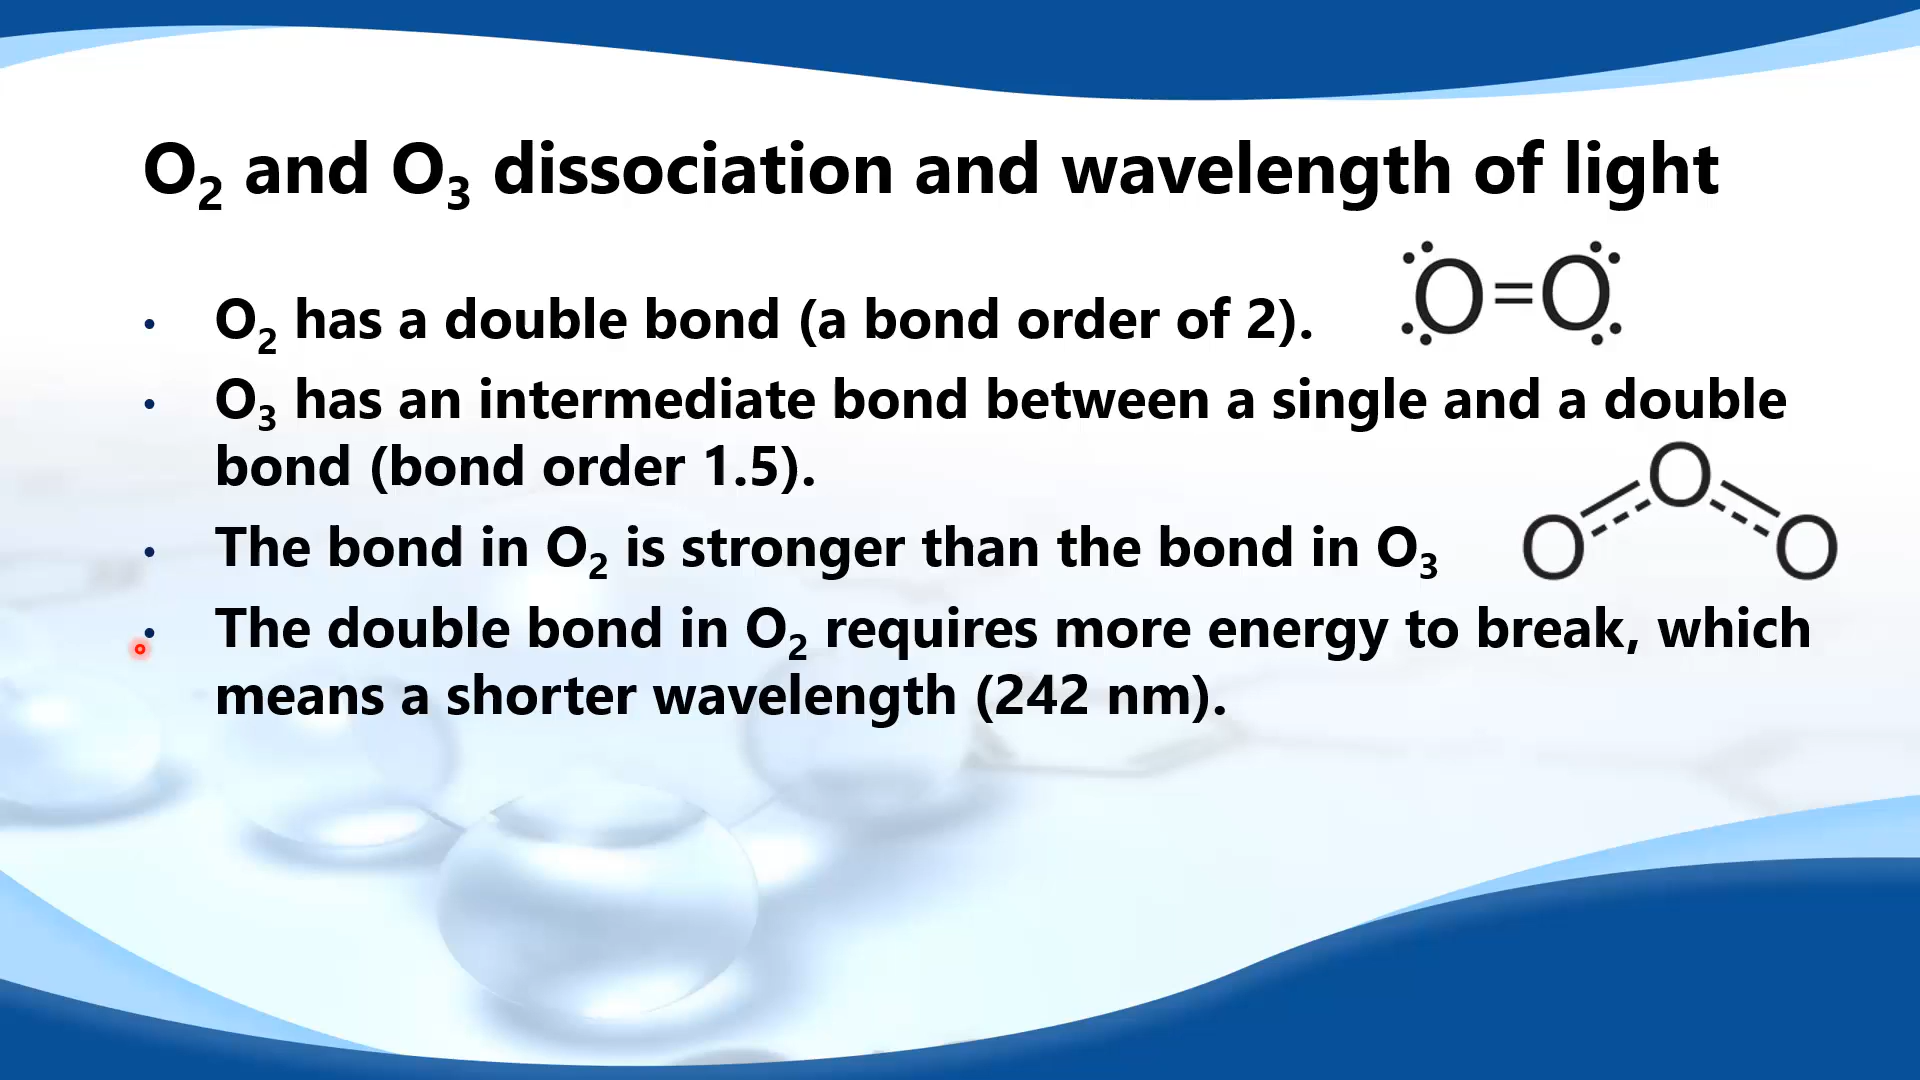 O₂ and O₃ dissociation and wavelength of light
• O₂ has a double bond (a bond order of 2).
O=O
• O₃ has an intermediate bond between a single and a double
bond (bond order 1.5).
O
O O
• The bond in O₂ is stronger than the bond in O₃
• The double bond in O₂ requires more energy to break, which
means a shorter wavelength (242 nm).